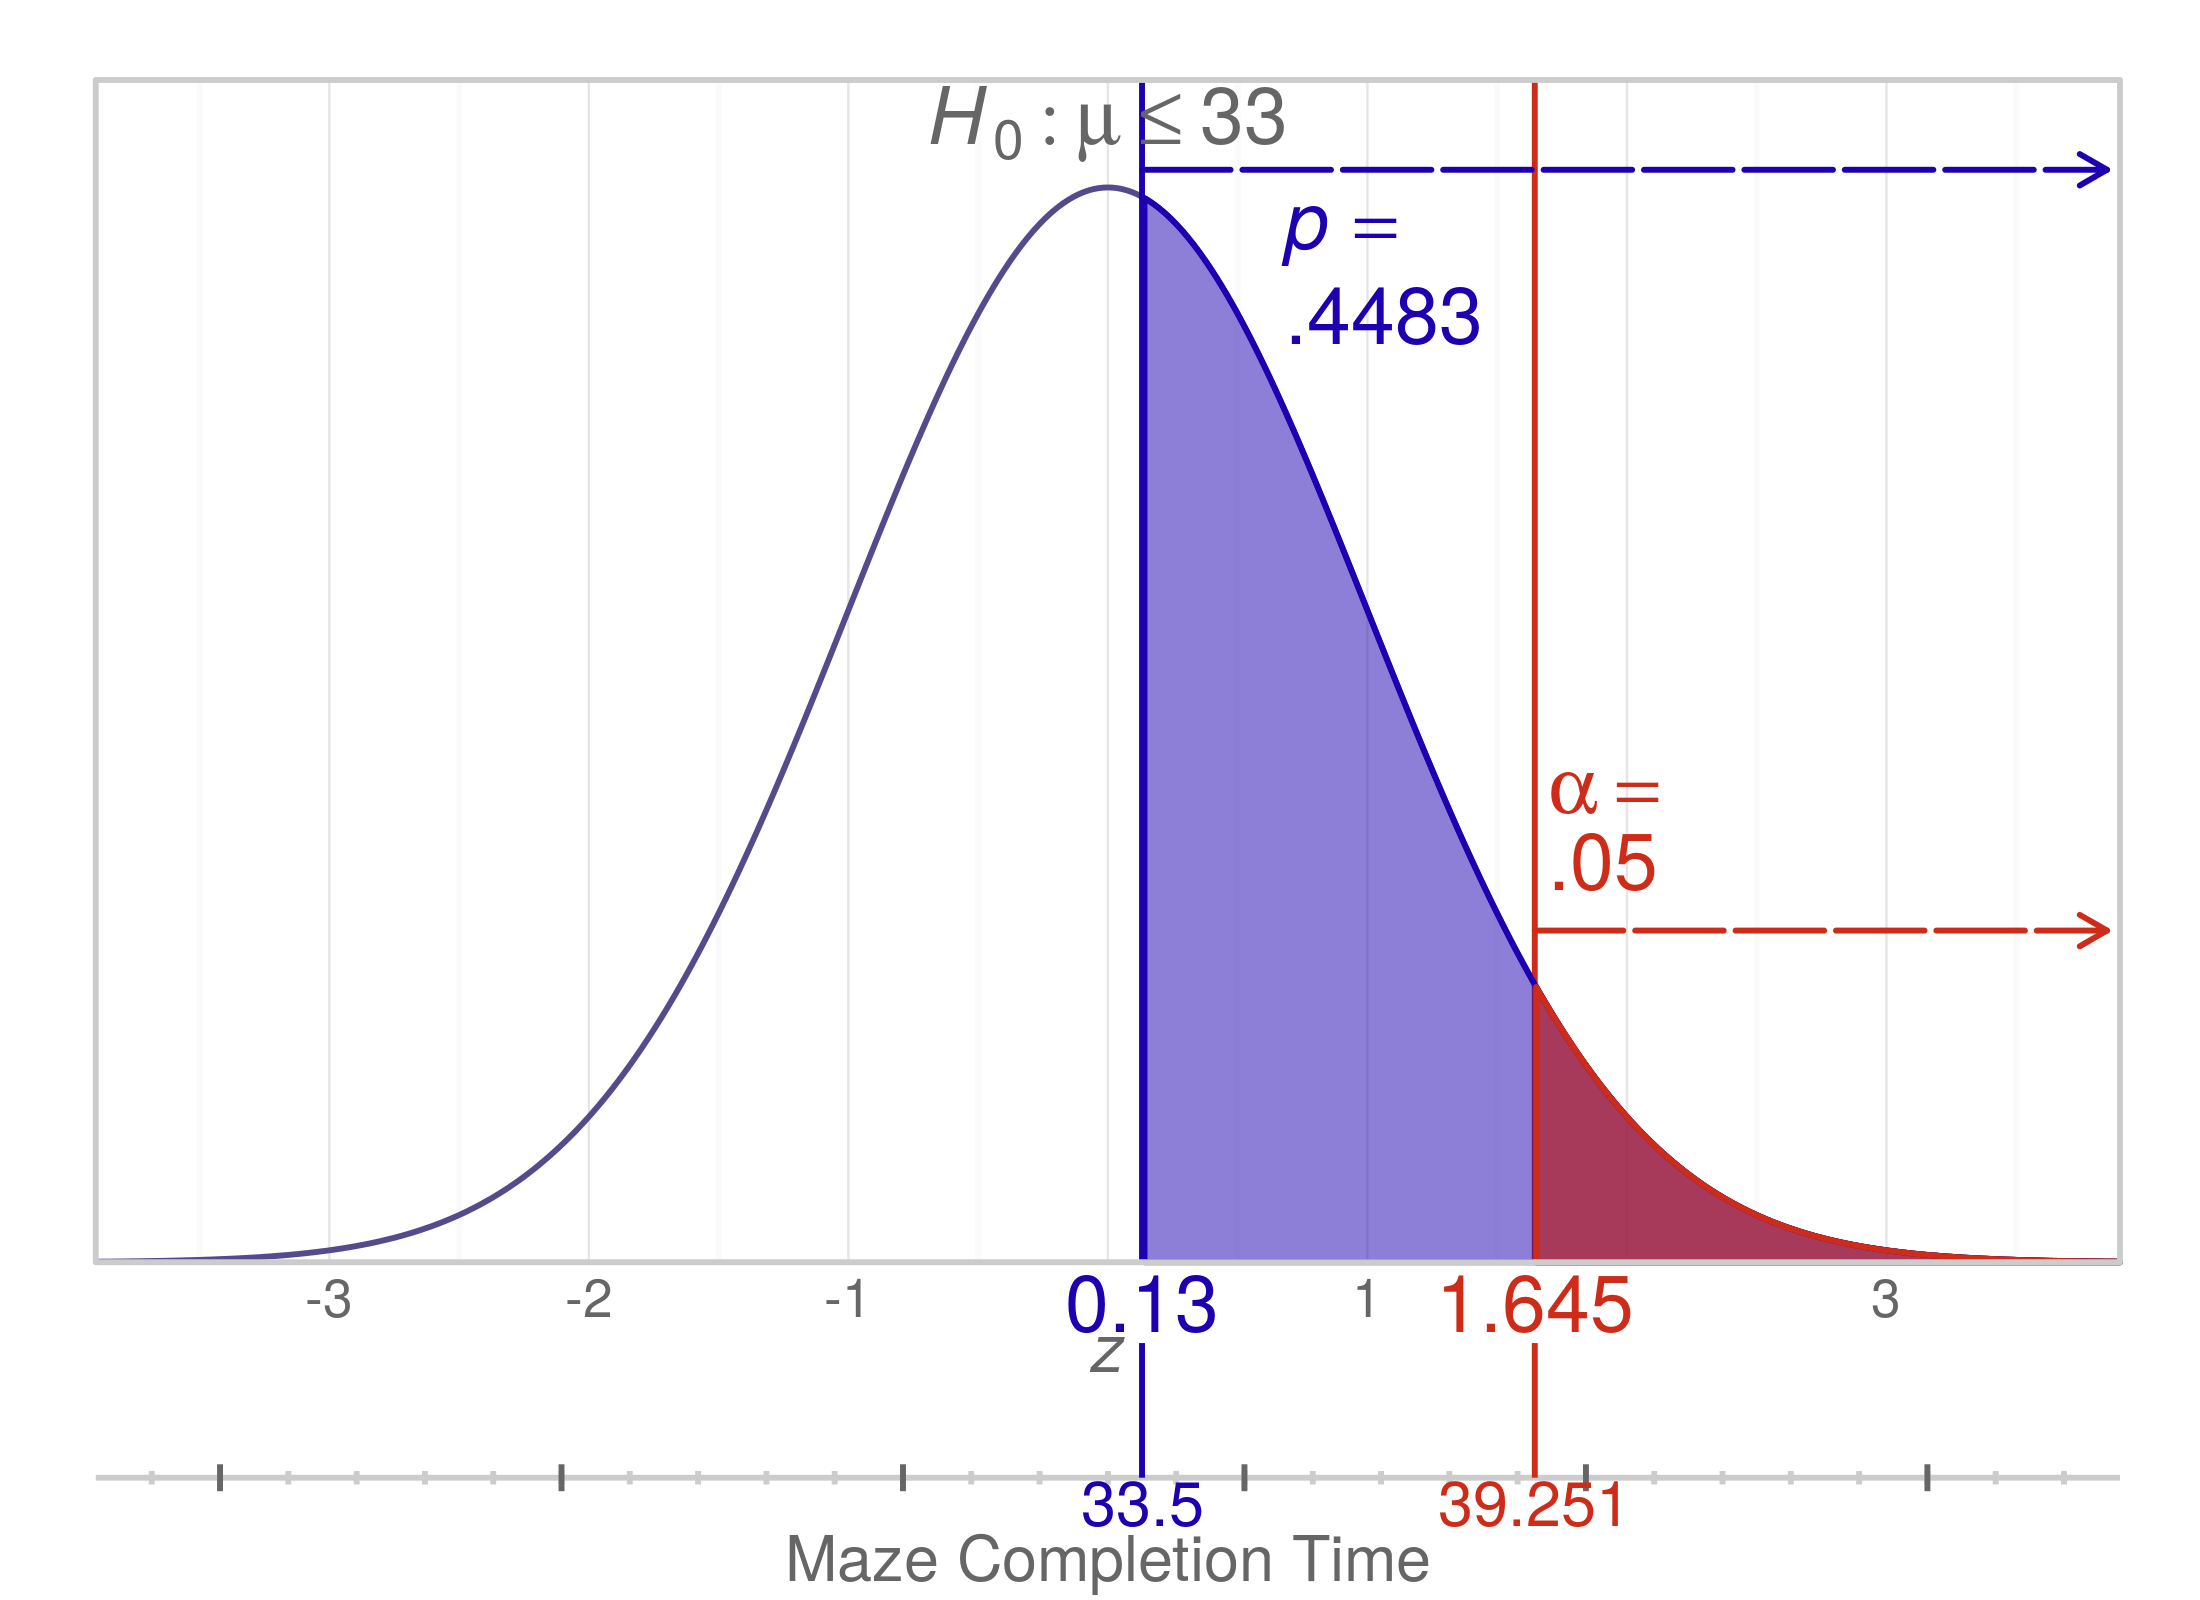 H0 : μ ≤ 33
p =
.4483
α =
.05
-3 -2 -1 0.13 1 1.645 3
z
33.5 39.251
Maze Completion Time